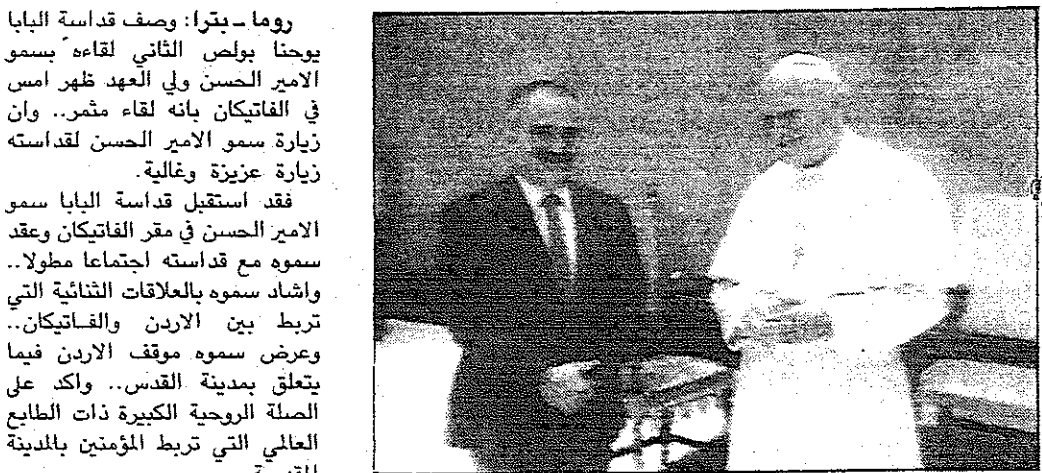 روما ـ بترا: وصف قداسة البابا
يوحنا بولص الثاني لقاءه بسمو
الامير الحسن ولي العهد ظهر امس
في الفاتيكان بانه لقاء مثمر.. وان
زيارة سمو الامير الحسن لقداسته
زيارة عزيزة وغالية.
فقد استقبل قداسة البابا سمو
الامير الحسن في مقر الفاتيكان وعقد
سموه مع قداسته اجتماعا مطولا..
واشاد سموه بالعلاقات الثنائية التي
تربط بين الاردن والفاتيكان..
وعرض سموه موقف الاردن فيما
يتعلق بمدينة القدس.. واكد على
الصلة الروحية الكبيرة ذات الطابع
العالمي التي تربط المؤمنين بالمدينة